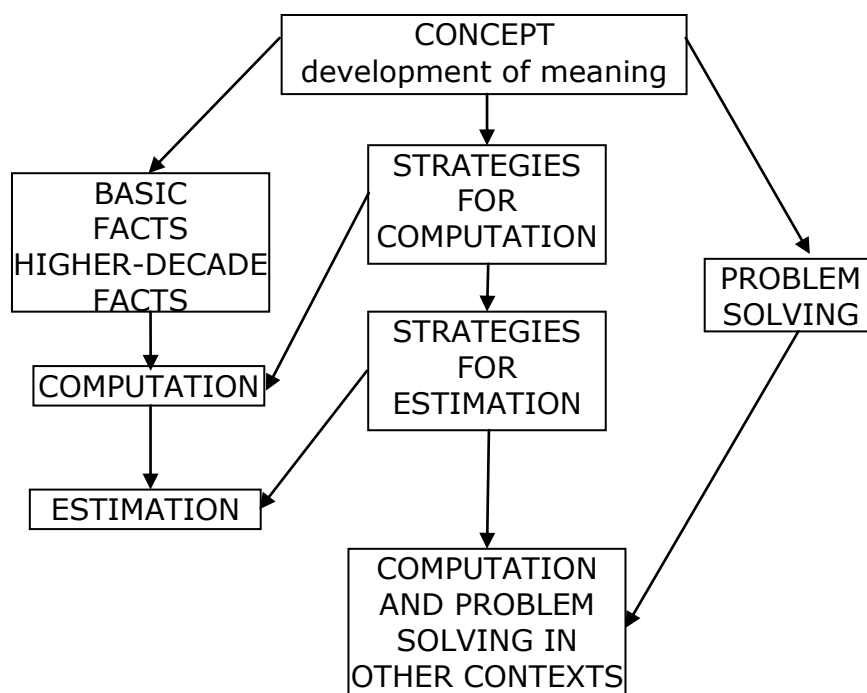 CONCEPT
development of meaning
BASIC
FACTS
HIGHER-DECADE
FACTS
STRATEGIES
FOR
COMPUTATION
PROBLEM
SOLVING
COMPUTATION
STRATEGIES
FOR
ESTIMATION
ESTIMATION
COMPUTATION
AND PROBLEM
SOLVING IN
OTHER CONTEXTS